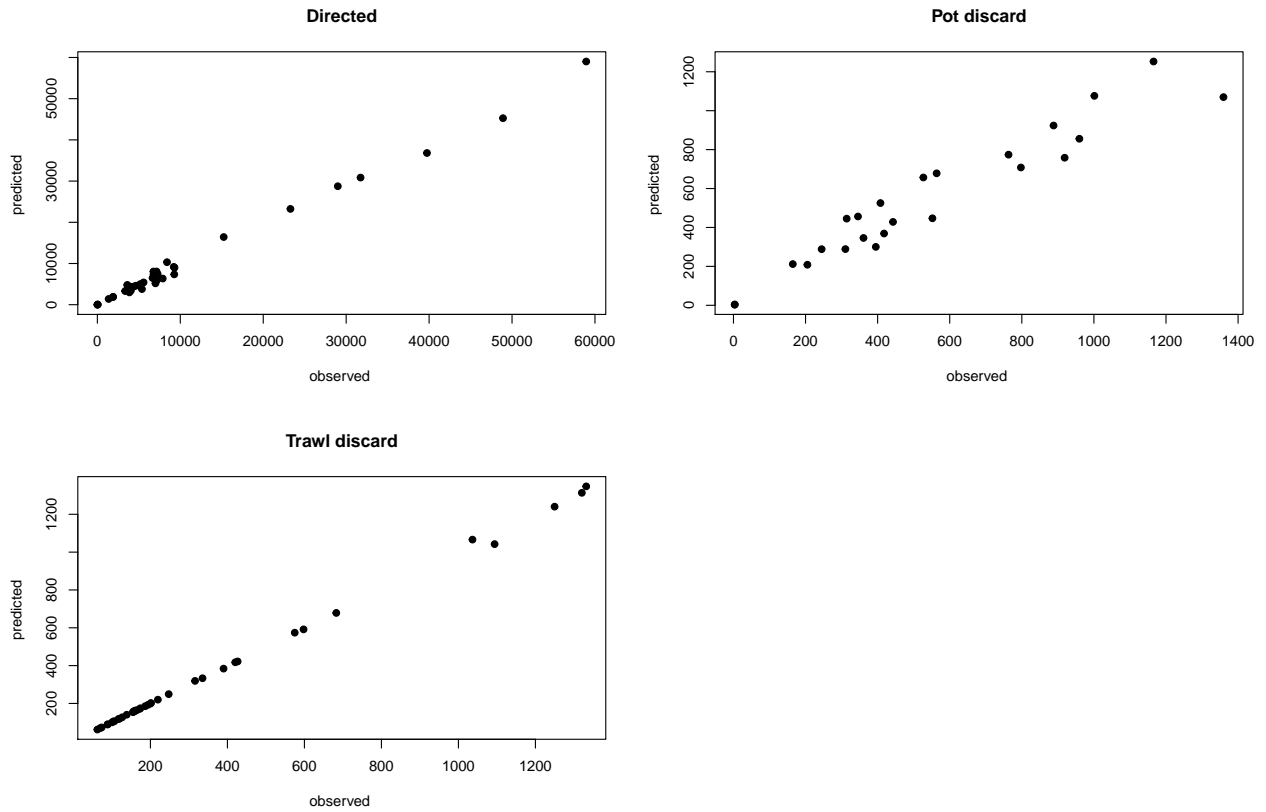 Directed
predicted
0 10000 30000 50000
0 10000 20000 30000 40000 50000 60000
observed
Pot discard
predicted
0 200 400 600 800 1200
0 200 400 600 800 1000 1200 1400
observed
Trawl discard
predicted
200 400 600 800 1200
200 400 600 800 1000 1200
observed